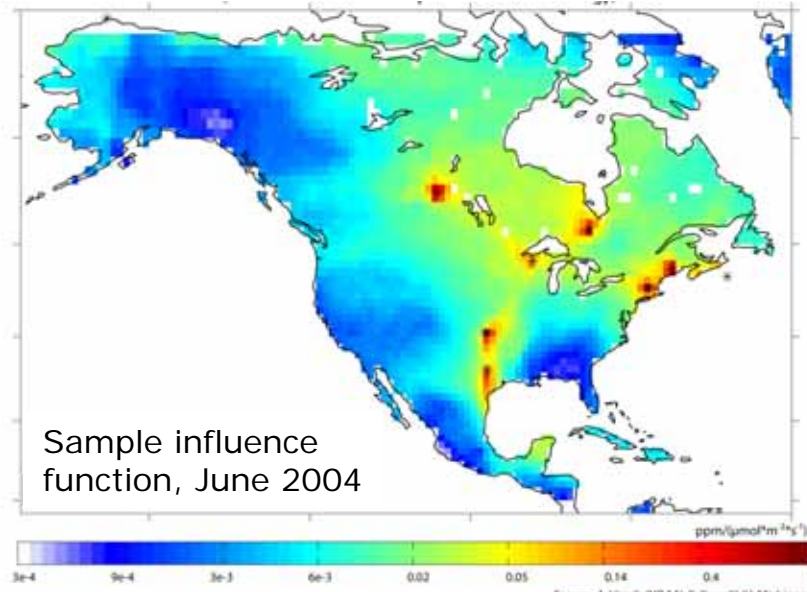 Sample influence
function, June 2004
ppm/(μmol*m⁻²*s⁻¹)
3e-4 9e-4 3e-3 6e-3 0.02 0.05 0.14 0.4